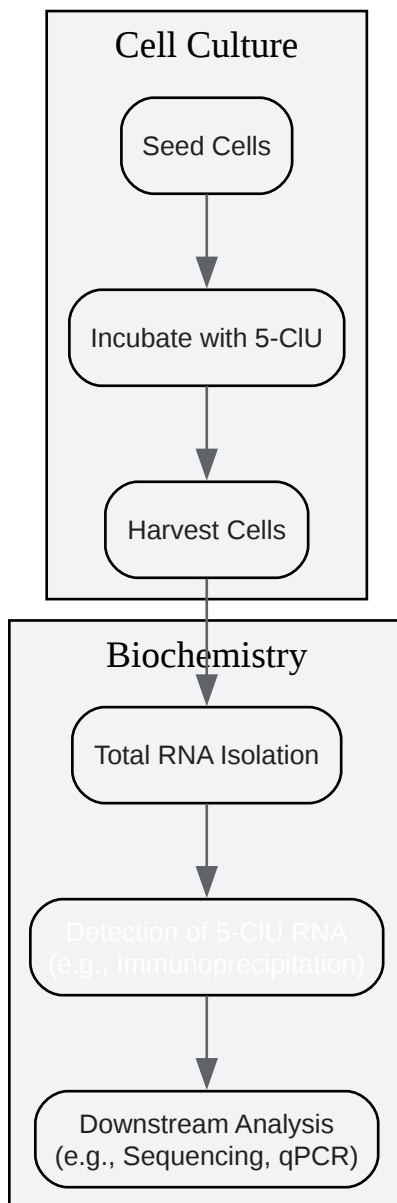 Cell Culture
Seed Cells
Incubate with 5-ClU
Harvest Cells
Biochemistry
Total RNA Isolation
Detection of 5-ClU RNA
(e.g., Immunoprecipitation)
Downstream Analysis
(e.g., Sequencing, qPCR)